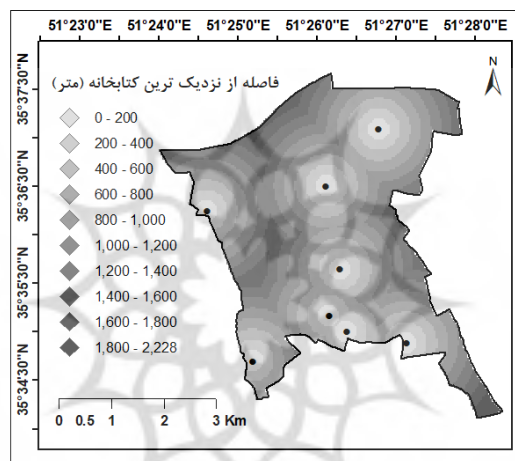 51°23'0"E 51°24'0"E 51°25'0"E 51°26'0"E 51°27'0"E 51°28'0"E
35°37'30"N
35°36'30"N
35°35'30"N
35°34'30"N
N
فاصله از نزدیک ترین کتابخانه (متر)
0 - 200
200 - 400
400 - 600
600 - 800
800 - 1,000
1,000 - 1,200
1,200 - 1,400
1,400 - 1,600
1,600 - 1,800
1,800 - 2,228
0 0.5 1 2 3 Km